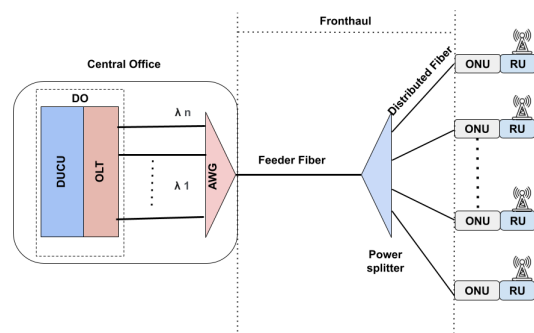 Fronthaul
Central Office
DO
DUCU
OLT
λ n
λ 1
AWG
Feeder Fiber
Distributed Fiber
Power
splitter
ONU RU
ONU RU
ONU RU
ONU RU